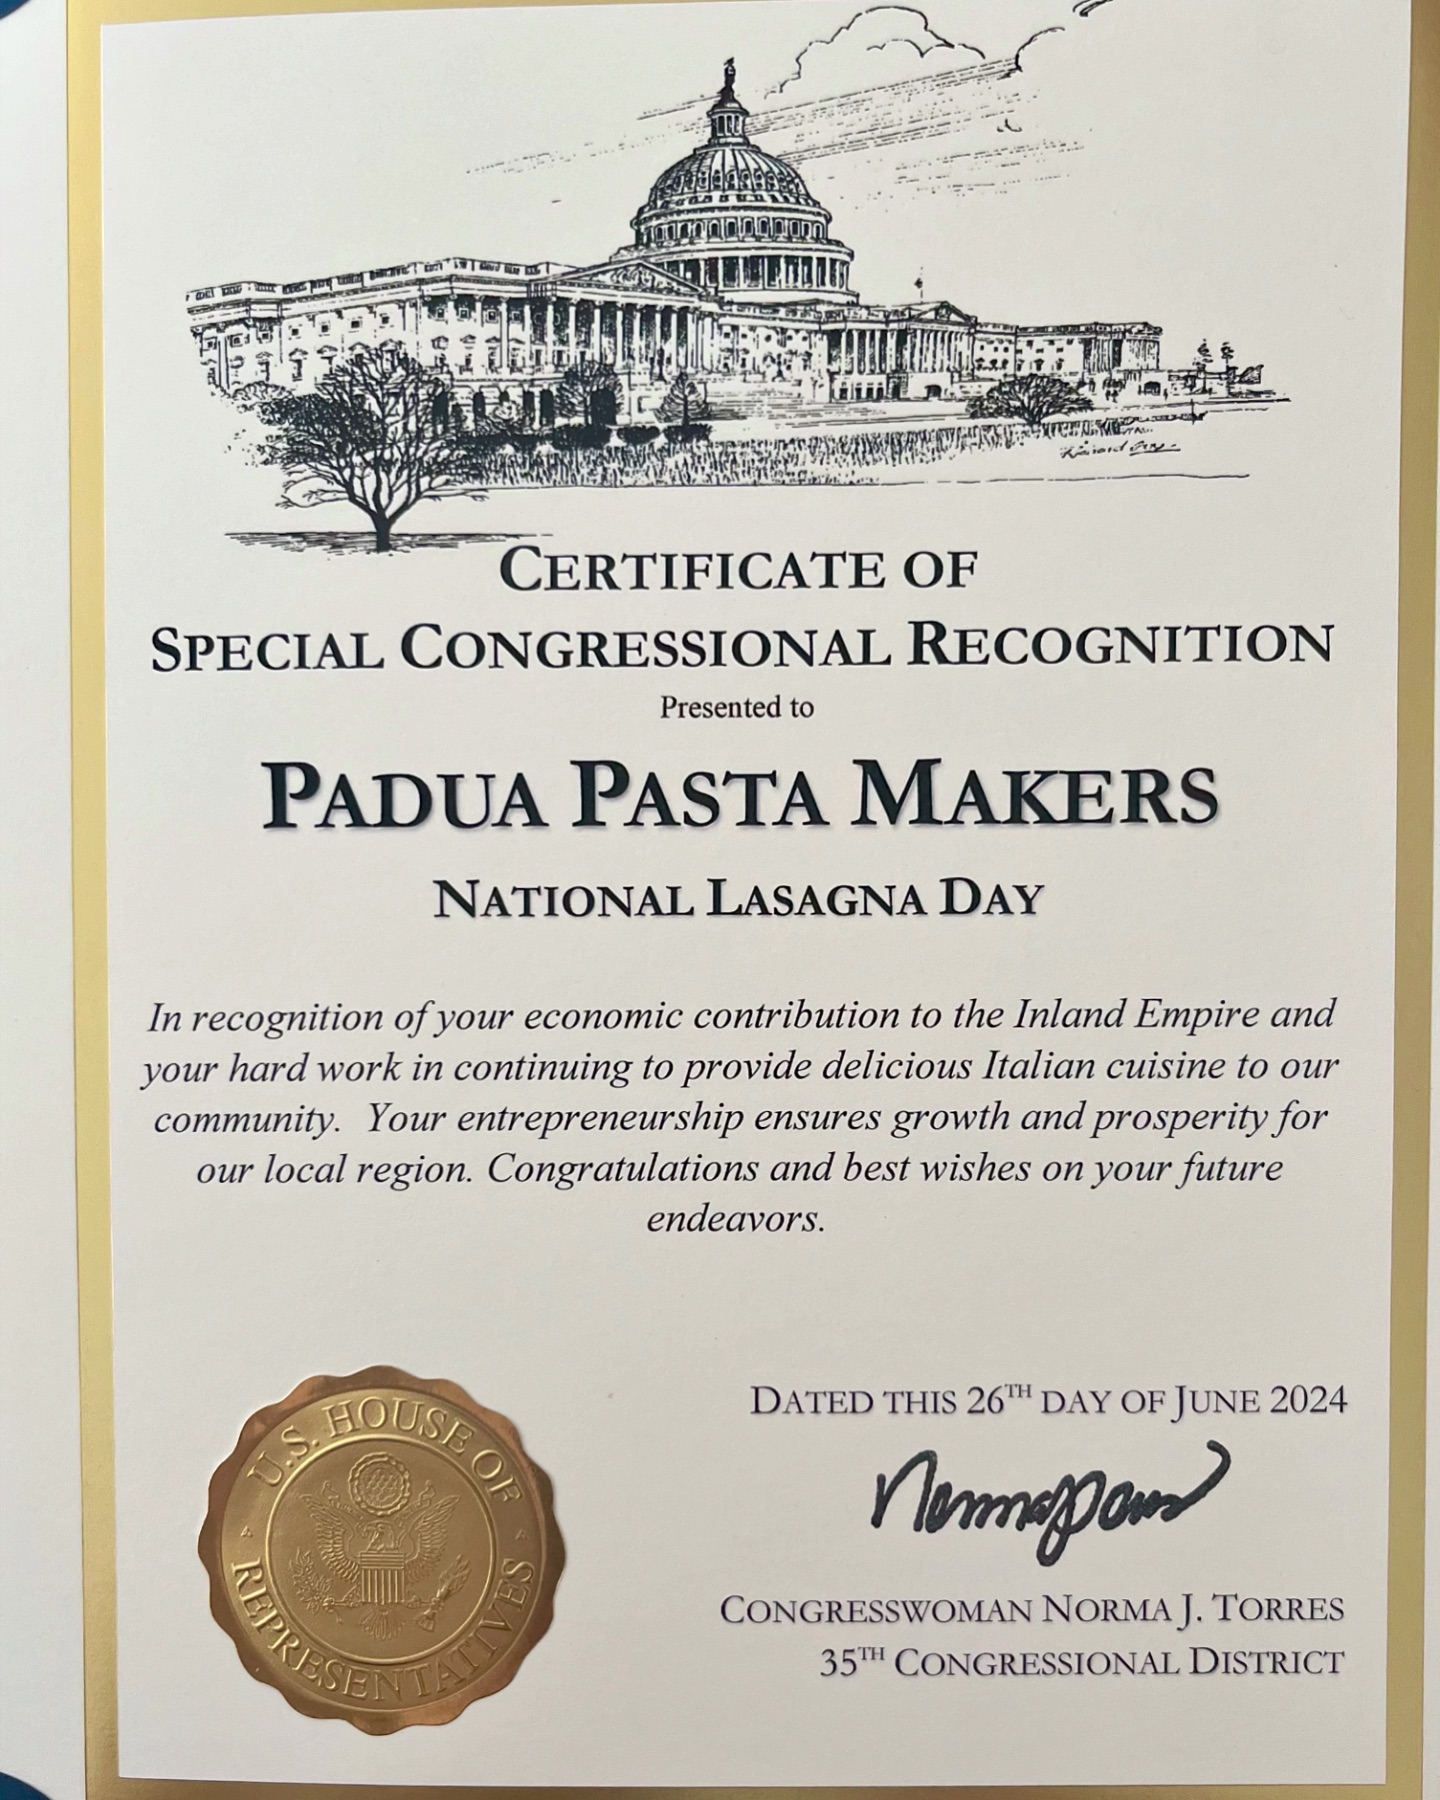 CERTIFICATE OF
SPECIAL CONGRESSIONAL RECOGNITION
Presented to
PADUA PASTA MAKERS
NATIONAL LASAGNA DAY
In recognition of your economic contribution to the Inland Empire and
your hard work in continuing to provide delicious Italian cuisine to our
community. Your entrepreneurship ensures growth and prosperity for
our local region. Congratulations and best wishes on your future
endeavors.
DATED THIS 26TH DAY OF JUNE 2024
CONGRESSWOMAN NORMA J. TORRES
35TH CONGRESSIONAL DISTRICT
U.S. HOUSE OF
REPRESENTATIVES